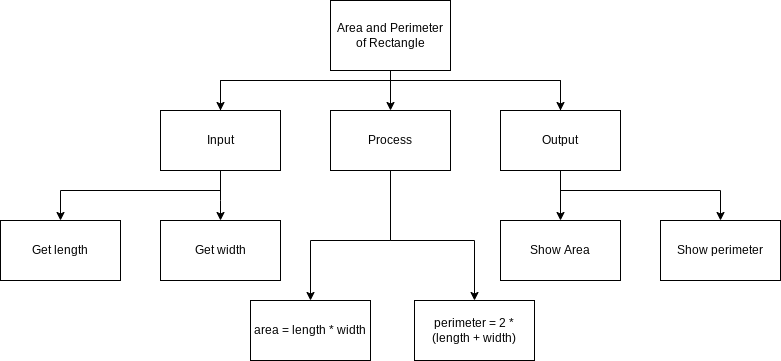 Area and Perimeter
of Rectangle
Input
Process
Output
Get length
Get width
Show Area
Show perimeter
area = length * width
perimeter = 2 *
(length + width)